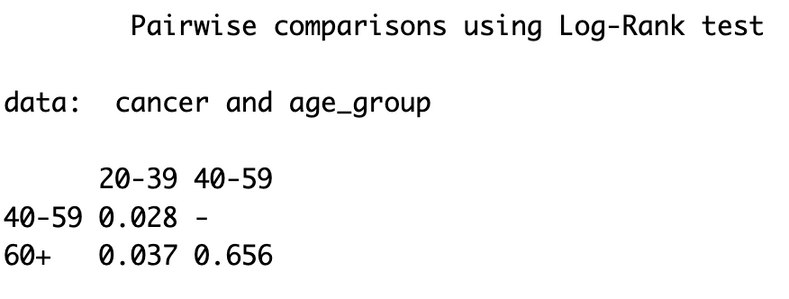 Pairwise comparisons using Log-Rank test
data:  cancer and age_group
20-39 40-59
40-59 0.028 -
60+   0.037 0.656